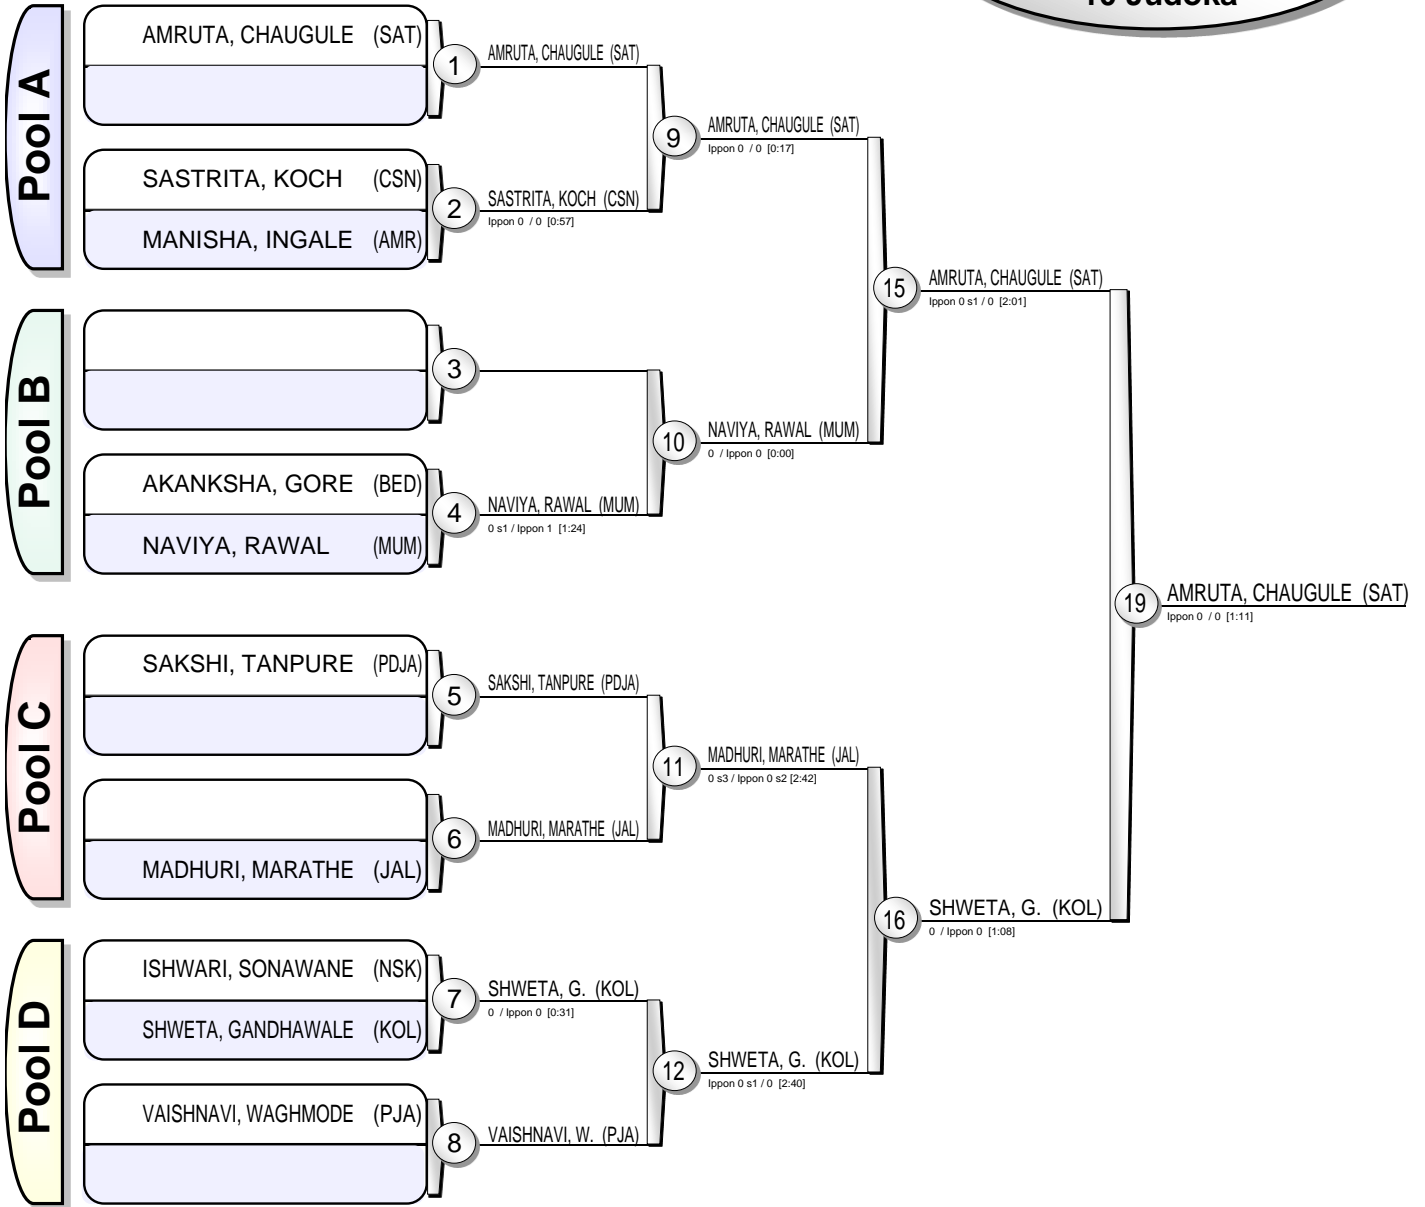 10 Judoka
Pool A
AMRUTA, CHAUGULE (SAT)
SASTRITA, KOCH (CSN)
MANISHA, INGALE (AMR)
1
AMRUTA, CHAUGULE (SAT)
2
SASTRITA, KOCH (CSN)
Ippon 0 / 0 [0:57]
9
AMRUTA, CHAUGULE (SAT)
Ippon 0 / 0 [0:17]
Pool B
AKANKSHA, GORE (BED)
NAVIYA, RAWAL (MUM)
3
4
NAVIYA, RAWAL (MUM)
0 s1 / Ippon 1 [1:24]
10
NAVIYA, RAWAL (MUM)
0 / Ippon 0 [0:00]
15
AMRUTA, CHAUGULE (SAT)
Ippon 0 s1 / 0 [2:01]
Pool C
SAKSHI, TANPURE (PDJA)
MADHURI, MARATHE (JAL)
5
SAKSHI, TANPURE (PDJA)
6
MADHURI, MARATHE (JAL)
11
MADHURI, MARATHE (JAL)
0 s3 / Ippon 0 s2 [2:42]
Pool D
ISHWARI, SONAWANE (NSK)
SHWETA, GANDHAWALE (KOL)
VAISHNAVI, WAGHMODE (PJA)
7
SHWETA, G. (KOL)
0 / Ippon 0 [0:31]
8
VAISHNAVI, W. (PJA)
12
SHWETA, G. (KOL)
Ippon 0 s1 / 0 [2:40]
16
SHWETA, G. (KOL)
0 / Ippon 0 [1:08]
19
AMRUTA, CHAUGULE (SAT)
Ippon 0 / 0 [1:11]